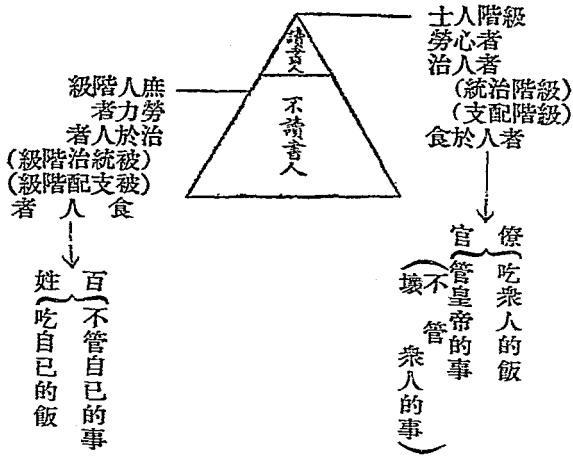 讀書人
不讀書人
士人階級
勞心者
治人者
(統治階級)
(支配階級)
食於人者
官僚
吃衆人的飯
管皇帝的事
(不管
壞
衆人的事)
庶人階級
勞力者
治於人者
(被統治階級)
(被支配階級)
食人者
百姓
不管自已的事
吃自已的飯